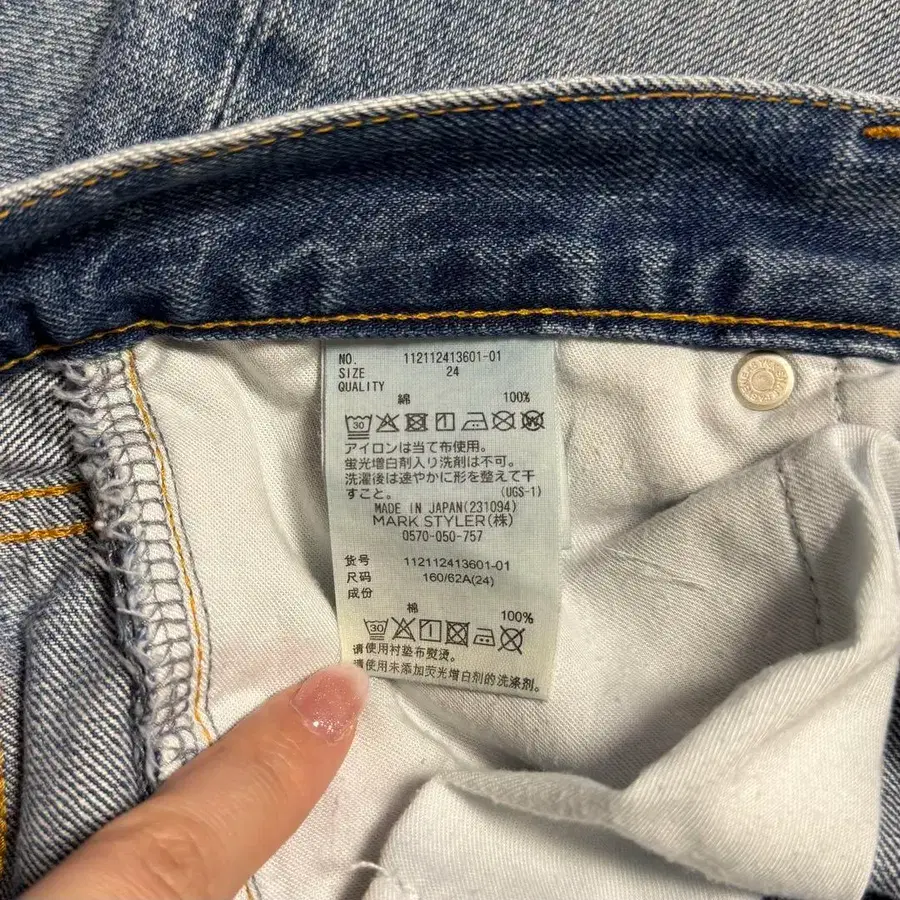 NO. 112112413601-01
SIZE 24
QUALITY
綿 100%
30
アイロンは当て布使用。
蛍光増白剤入り洗剤は不可。
洗濯後は速やかに形を整えて干
すこと。 (UGS-1)
MADE IN JAPAN(231094)
MARK STYLER(株)
0570-050-757
货号 112112413601-01
尺码 160/62A(24)
成份
棉 100%
30
请使用衬垫布熨烫。
请使用未添加荧光增白剂的洗涤剂。